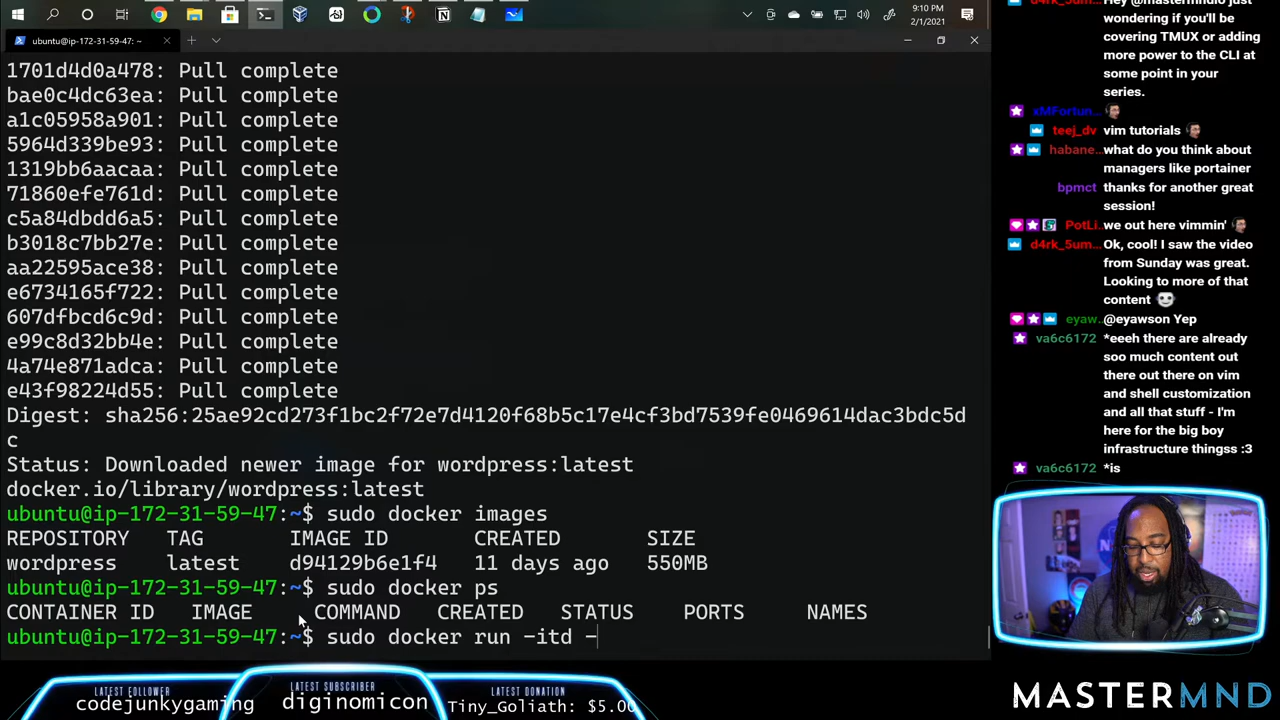 9:10 PM
2/1/2021
ubuntu@ip-172-31-59-47: ~
1701d4d0a478: Pull complete
bae0c4dc63ea: Pull complete
a1c05958a901: Pull complete
5964d339be93: Pull complete
1319bb6aacaa: Pull complete
71860efe761d: Pull complete
c5a84dbdd6a5: Pull complete
b3018c7bb27e: Pull complete
aa22595ace38: Pull complete
e6734165f722: Pull complete
607dfbcd6c9d: Pull complete
e99c8d32bb4e: Pull complete
4a74e871adca: Pull complete
e43f98224d55: Pull complete
Digest: sha256:25ae92cd273f1bc2f72e7d4120f68b5c17e4cf3bd7539fe0469614dac3bdc5d
c
Status: Downloaded newer image for wordpress:latest
docker.io/library/wordpress:latest
ubuntu@ip-172-31-59-47:~$ sudo docker images
REPOSITORY TAG IMAGE ID CREATED SIZE
wordpress latest d94129b6e1f4 11 days ago 550MB
ubuntu@ip-172-31-59-47:~$ sudo docker ps
CONTAINER ID IMAGE COMMAND CREATED STATUS PORTS NAMES
ubuntu@ip-172-31-59-47:~$ sudo docker run -itd -
d4rk_5um... Hey @mastermndio just
wondering if you'll be
covering TMUX or adding
more power to the CLI at
some point in your
series.
xMFortun...
teej_dv vim tutorials
habane... what do you think about
managers like portainer
bpmct thanks for another great
session!
PotLi... we out here vimmin'
d4rk_5um... Ok, cool! I saw the video
from Sunday was great.
Looking to more of that
content
eyaw... @eyawson Yep
va6c6172 *eeeh there are already
soo much content out
there out there on vim
and shell customization
and all that stuff - I'm
here for the big boy
infrastructure thingss :3
va6c6172 *is
LATEST FOLLOWER
codejunkygaming
LATEST SUBSCRIBER
diginomicon
LATEST DONATION
Tiny_Goliath: $5.00
MASTERMND